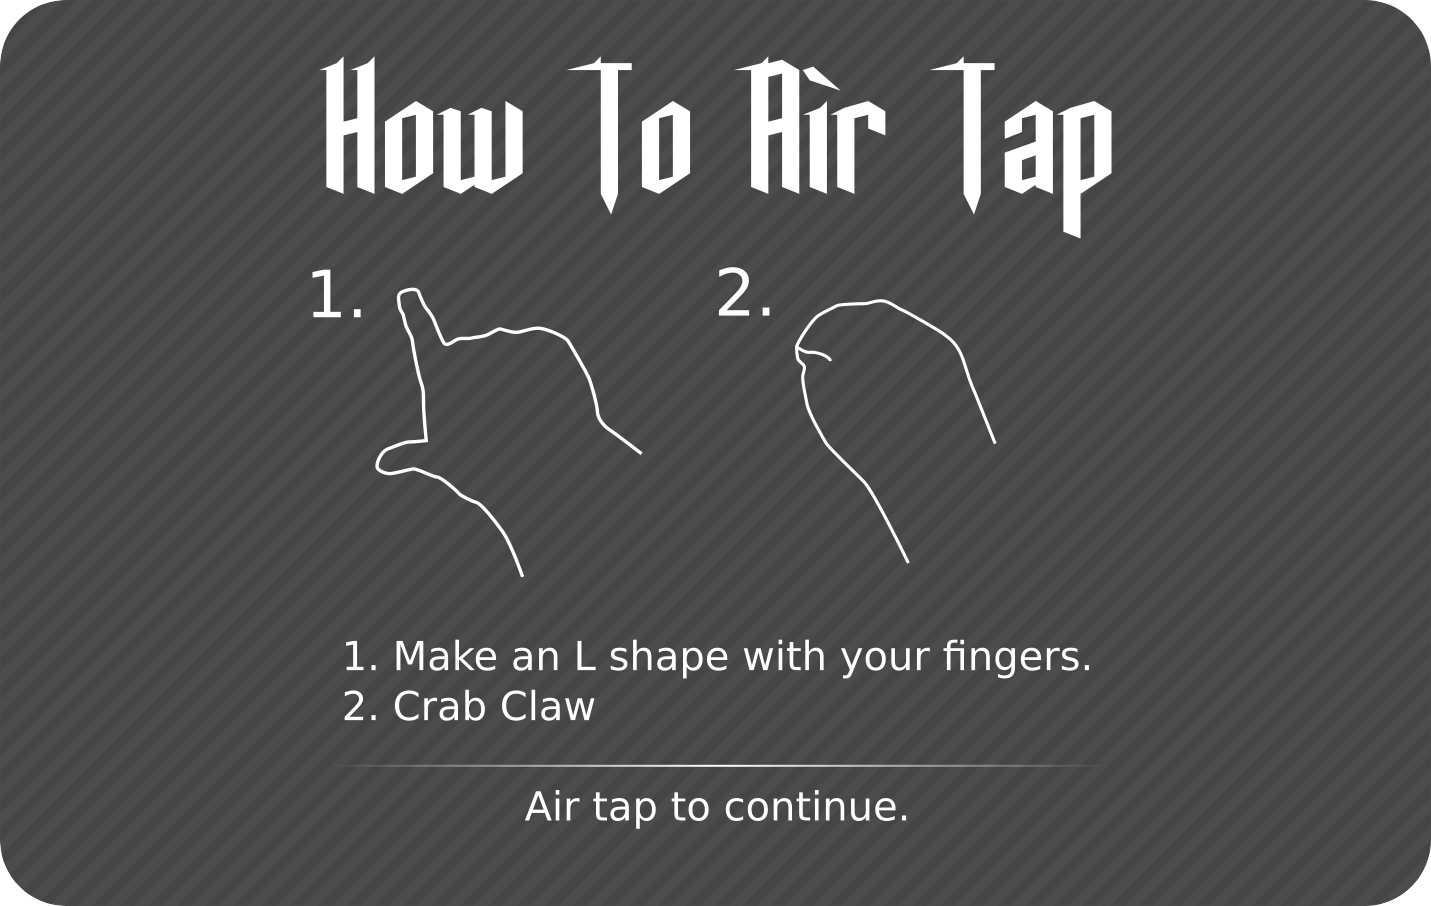 How To Air Tap
1.
2.
1. Make an L shape with your fingers.
2. Crab Claw
Air tap to continue.